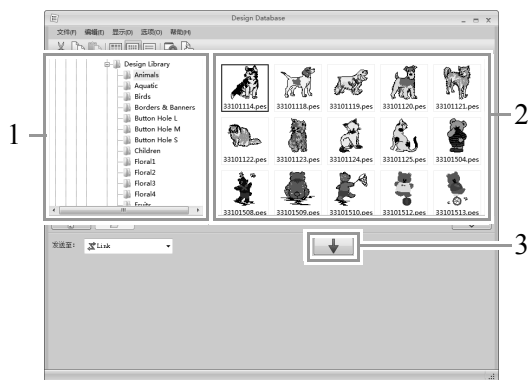 Design Database
文件(F) 编辑(E) 显示(D) 选项(O) 帮助(H)
Design Library
Animals
Aquatic
Birds
Borders & Banners
Button Hole L
Button Hole M
Button Hole S
Children
Floral1
Floral2
Floral3
Floral4
Fruits
33101114.pes 33101118.pes 33101119.pes 33101120.pes 33101121.pes
33101122.pes 33101123.pes 33101124.pes 33101125.pes 33101504.pes
33101508.pes 33101509.pes 33101510.pes 33101512.pes 33101513.pes
1
2
3
发送至: Link